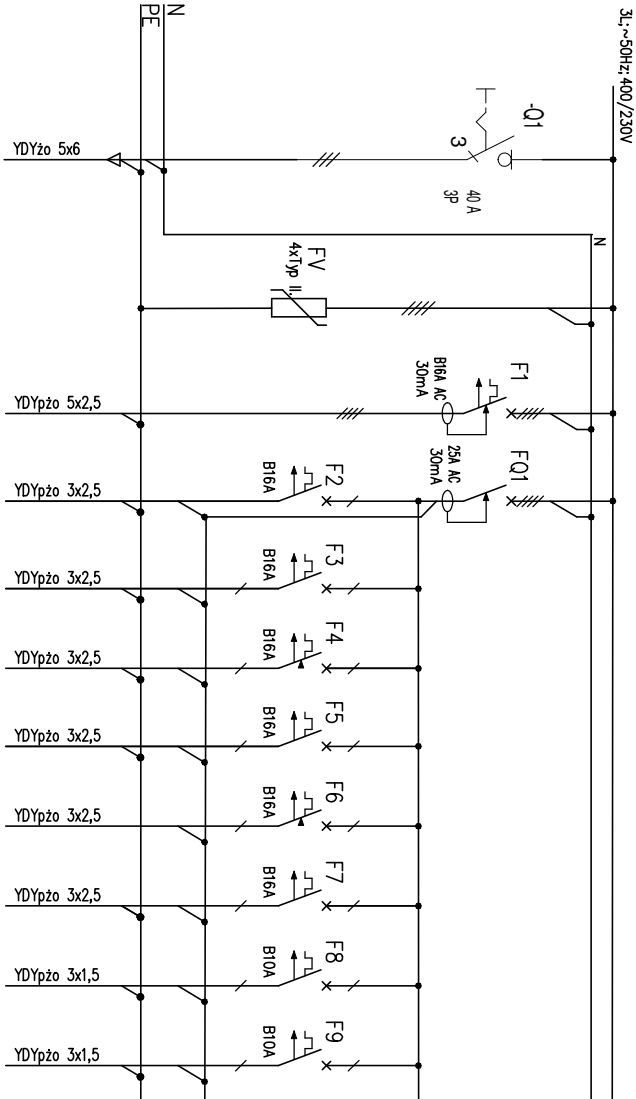 3L;~50Hz;400/230V
N
PE
-Q1
3
40 A
3P
YDYżo 5x6
N
FV
4xTyp II.
F1
B16A AC
30mA
YDYpżo 5x2,5
FQ1
25A AC
30mA
F2
B16A
YDYpżo 3x2,5
F3
B16A
YDYpżo 3x2,5
F4
B16A
YDYpżo 3x2,5
F5
B16A
YDYpżo 3x2,5
F6
B16A
YDYpżo 3x2,5
F7
B16A
YDYpżo 3x2,5
F8
B10A
YDYpżo 3x1,5
F9
B10A
YDYpżo 3x1,5